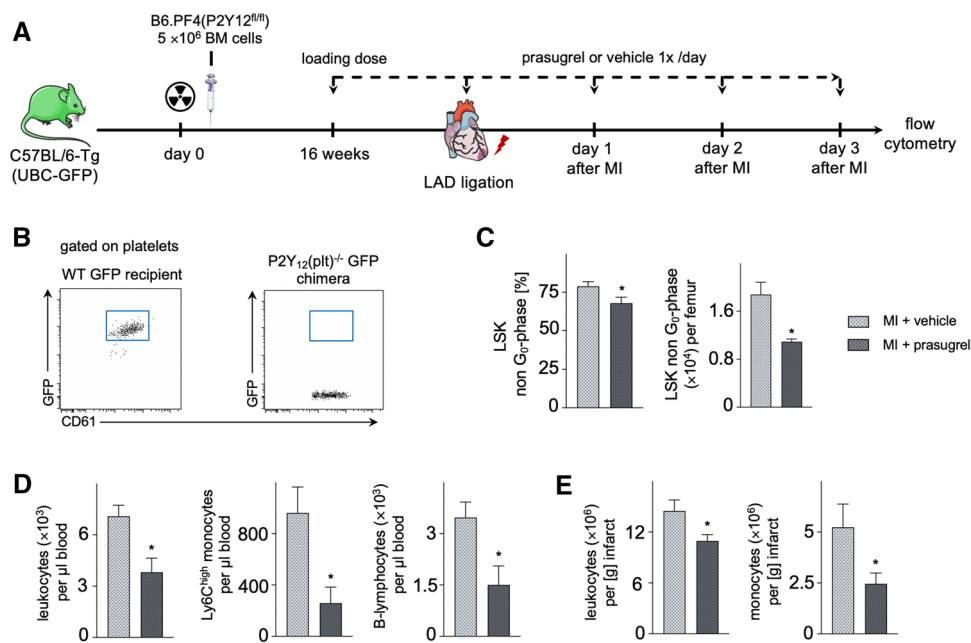 A
B6.PF4(P2Y12fl/fl)
5 ×10⁶ BM cells
loading dose
prasugrel or vehicle 1x /day
C57BL/6-Tg
(UBC-GFP)
day 0
16 weeks
LAD ligation
day 1
after MI
day 2
after MI
day 3
after MI
flow
cytometry
B
gated on platelets
WT GFP recipient
P2Y₁₂(plt)⁻/⁻ GFP
chimera
GFP
GFP
CD61
C
LSK
non G₀-phase [%]
75
50
25
0
LSK non G₀-phase
(×10⁴) per femur
1.8
1.2
0.6
0
*
*
MI + vehicle
MI + prasugrel
D
leukocytes (×10³)
per µl blood
6
3
0
*
Ly6Chigh monocytes
per µl blood
800
400
0
*
B-lymphocytes (×10³)
per µl blood
3
1.5
0
*
E
leukocytes (×10⁶)
per [g] infarct
12
6
0
*
monocytes (×10⁶)
per [g] infarct
5
2.5
0
*